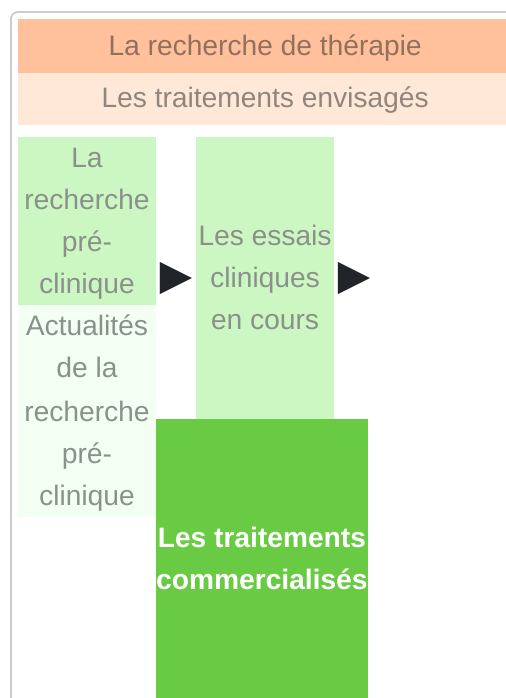 La recherche de thérapie
Les traitements envisagés
La
recherche
pré-
clinique
Actualités
de la
recherche
pré-
clinique
Les essais
cliniques
en cours
Les traitements
commercialisés